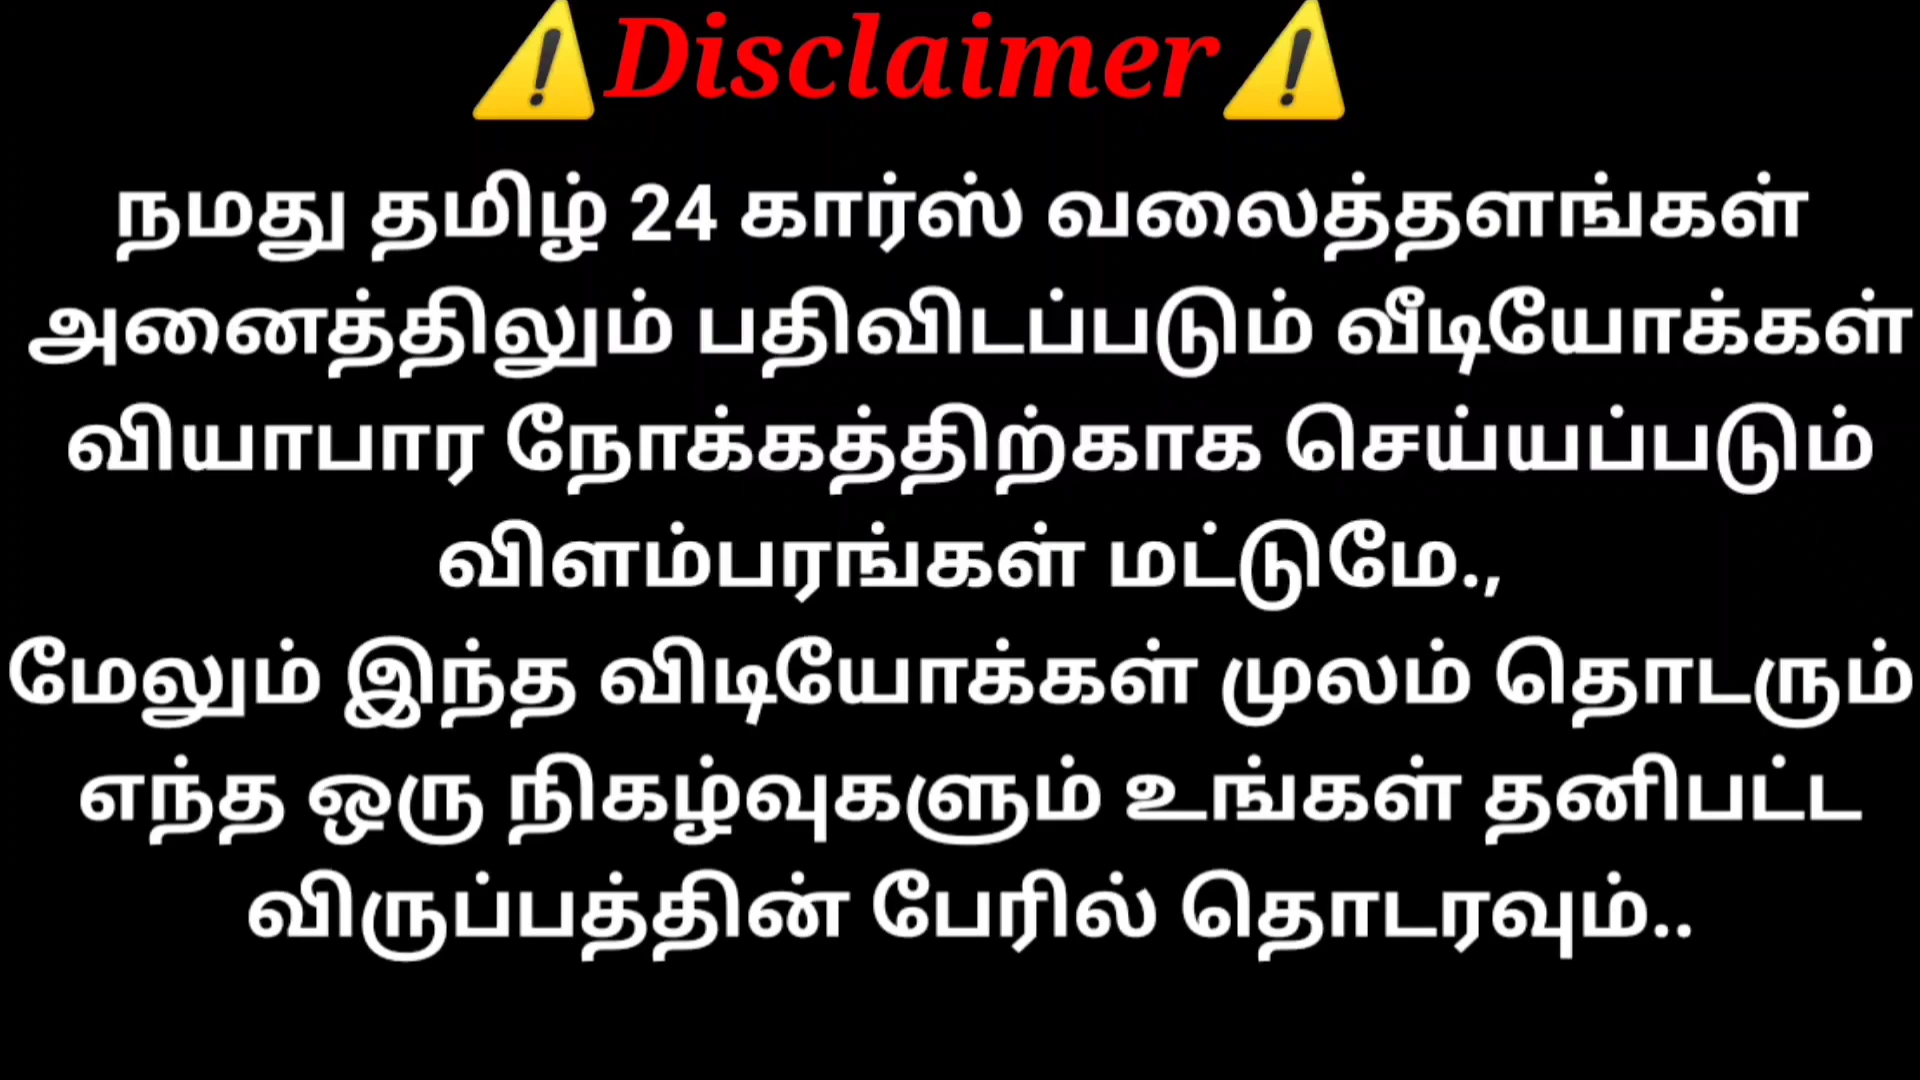 ⚠️Disclaimer⚠️
நமது தமிழ் 24 கார்ஸ் வலைத்தளங்கள்
அனைத்திலும் பதிவிடப்படும் வீடியோக்கள்
வியாபார நோக்கத்திற்காக செய்யப்படும்
விளம்பரங்கள் மட்டுமே.,
மேலும் இந்த விடியோக்கள் முலம் தொடரும்
எந்த ஒரு நிகழ்வுகளும் உங்கள் தனிபட்ட
விருப்பத்தின் பேரில் தொடரவும்..